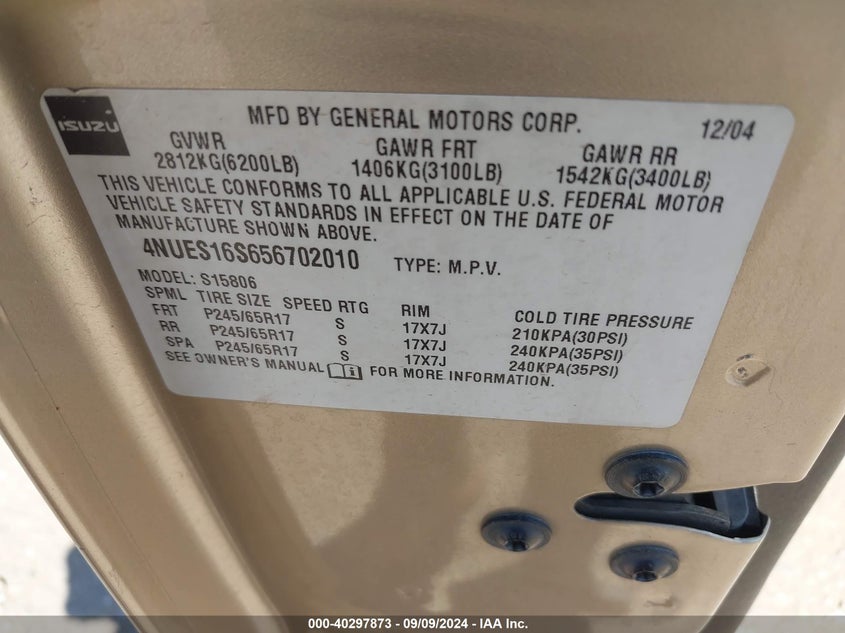 ISUZU
MFD BY GENERAL MOTORS CORP. 12/04
GVWR GAWR FRT GAWR RR
2812KG(6200LB) 1406KG(3100LB) 1542KG(3400LB)
THIS VEHICLE CONFORMS TO ALL APPLICABLE U.S. FEDERAL MOTOR
VEHICLE SAFETY STANDARDS IN EFFECT ON THE DATE OF
MANUFACTURE SHOWN ABOVE.
4NUES16S656702010 TYPE: M.P.V.
MODEL: S15806
SPML TIRE SIZE SPEED RTG RIM COLD TIRE PRESSURE
FRT P245/65R17 S 17X7J 210KPA(30PSI)
RR P245/65R17 S 17X7J 240KPA(35PSI)
SPA P245/65R17 S 17X7J 240KPA(35PSI)
SEE OWNER'S MANUAL FOR MORE INFORMATION.
000-40297873 - 09/09/2024 - IAA Inc.